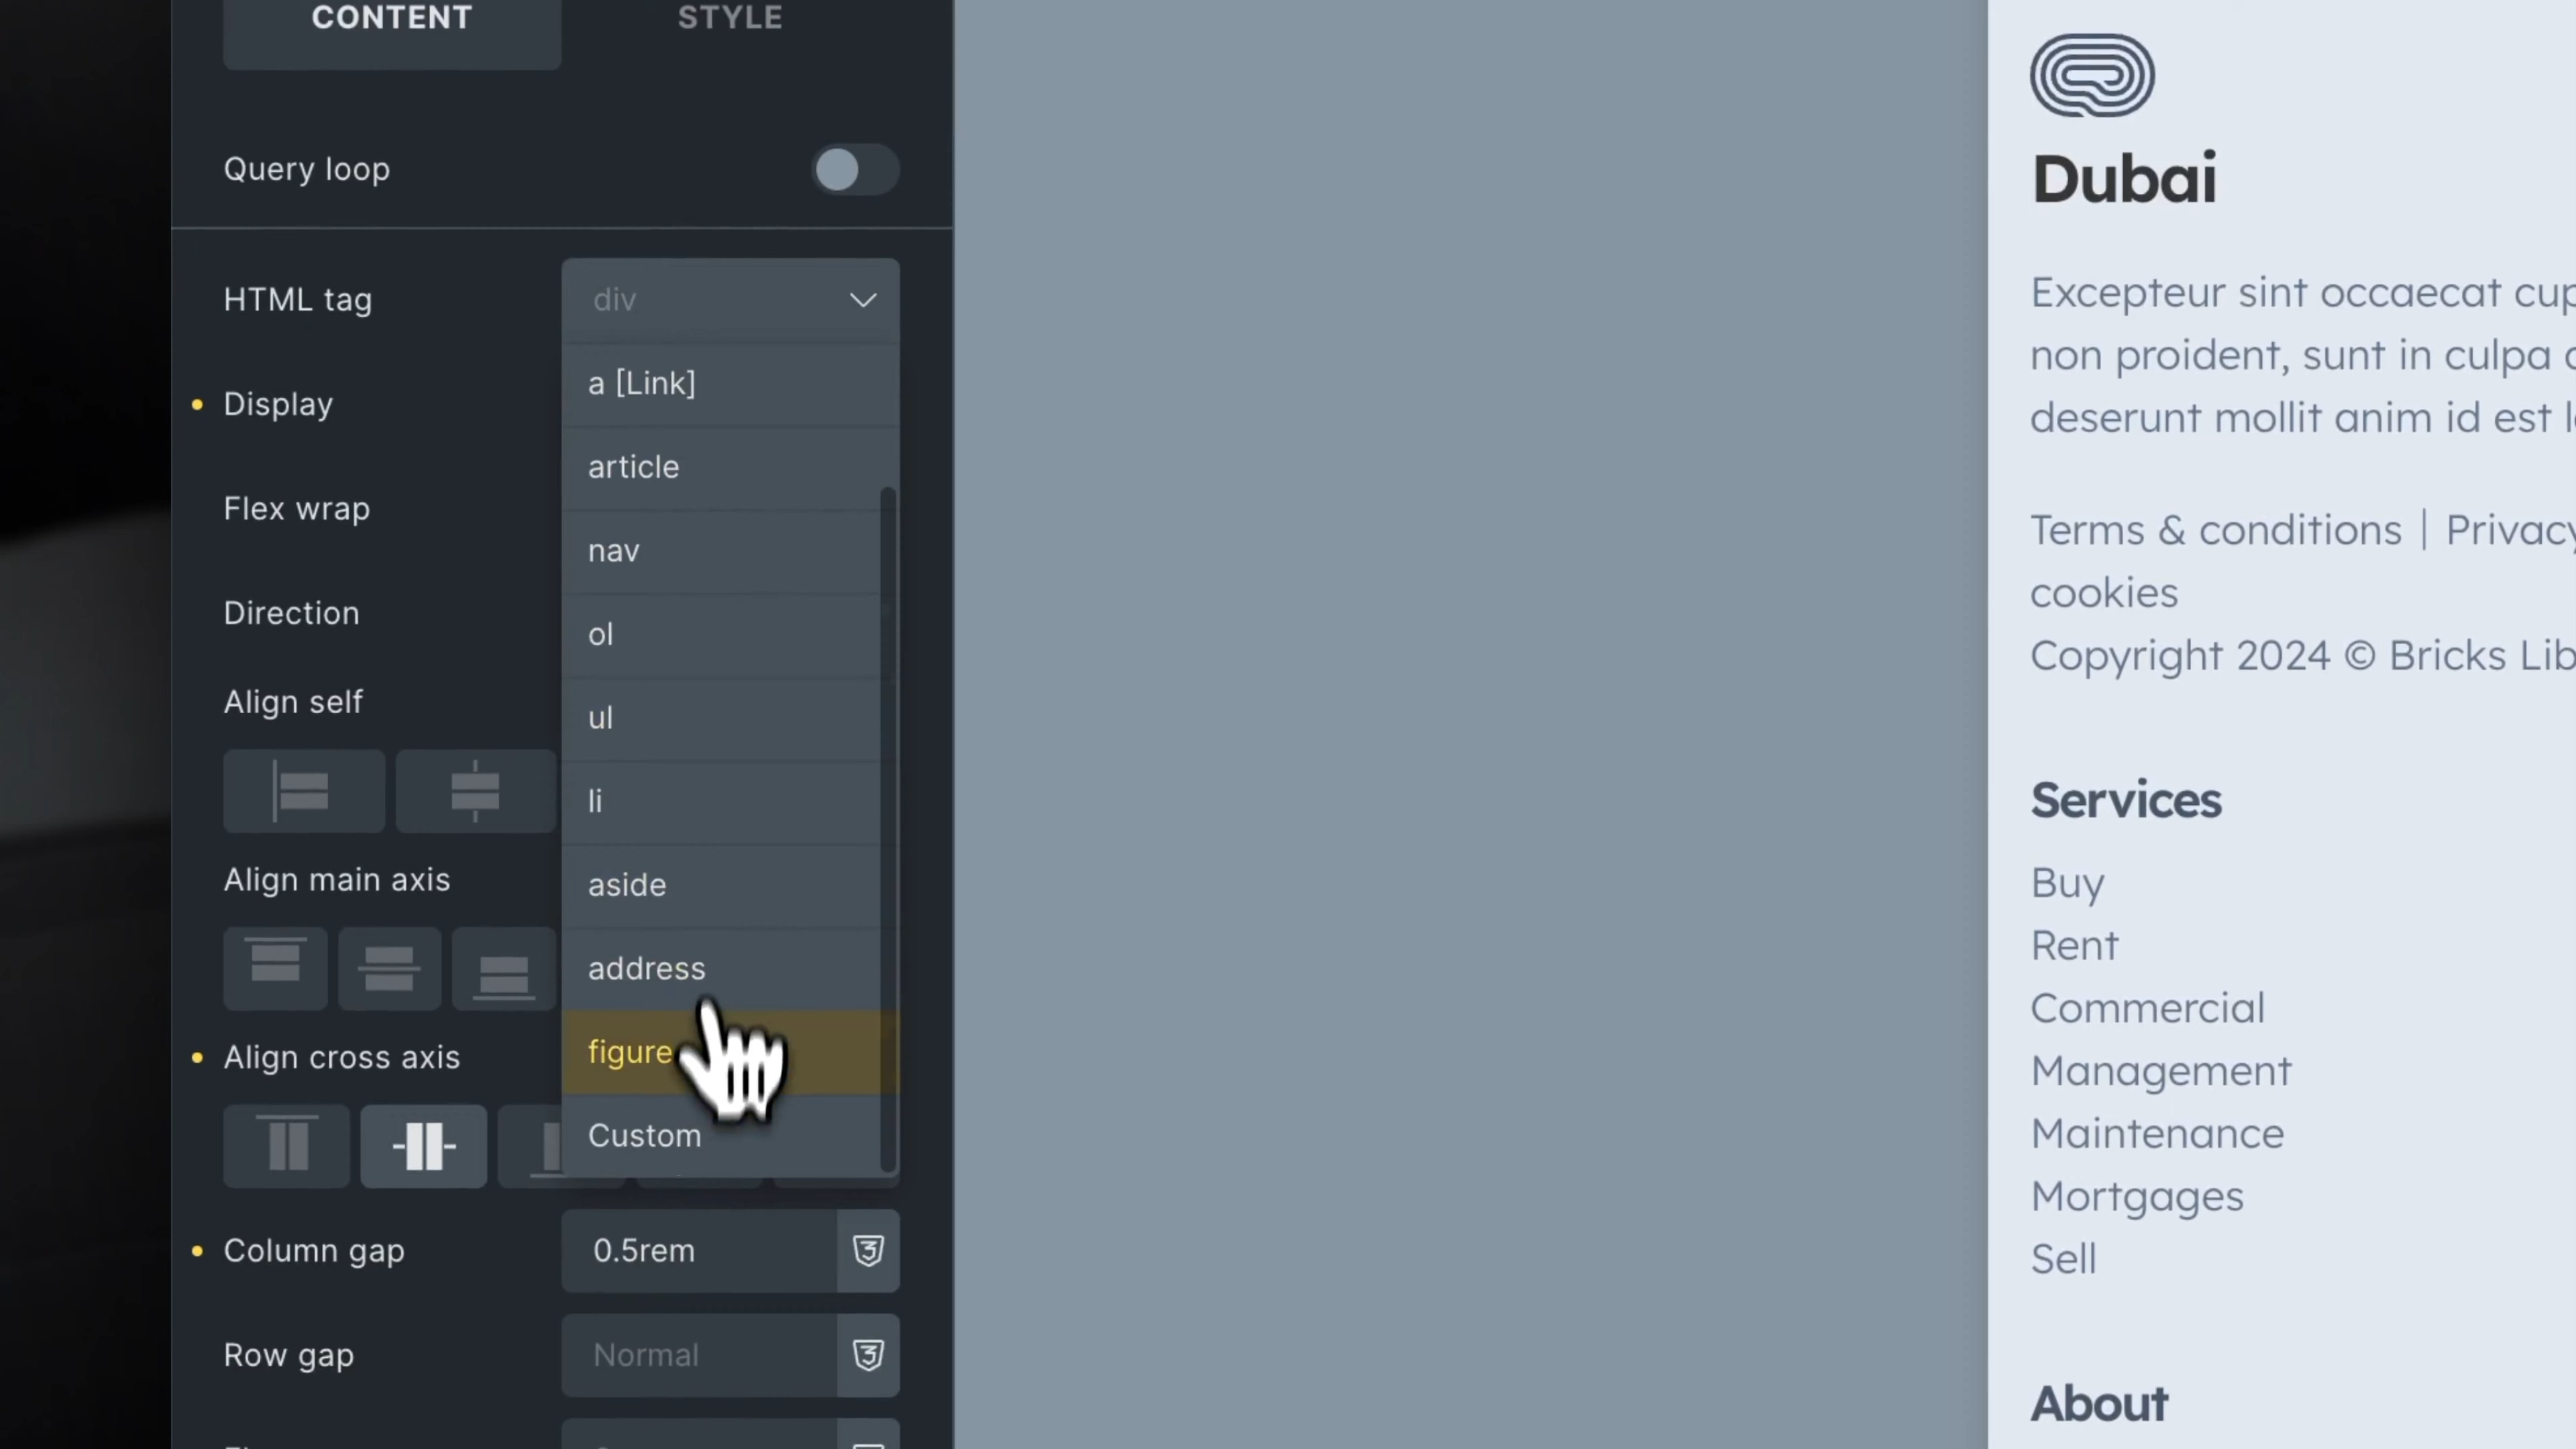 CONTENT
STYLE
Query loop
HTML tag
div
a [Link]
article
nav
ol
ul
li
aside
address
figure
Custom
Display
Flex wrap
Direction
Align self
Align main axis
Align cross axis
Column gap
0.5rem
Row gap
Normal
Dubai
Excepteur sint occaecat
non proident, sunt in culpa
deserunt mollit anim id est
Terms & conditions | Privacy
cookies
Copyright 2024 © Bricks
Services
Buy
Rent
Commercial
Management
Maintenance
Mortgages
Sell
About